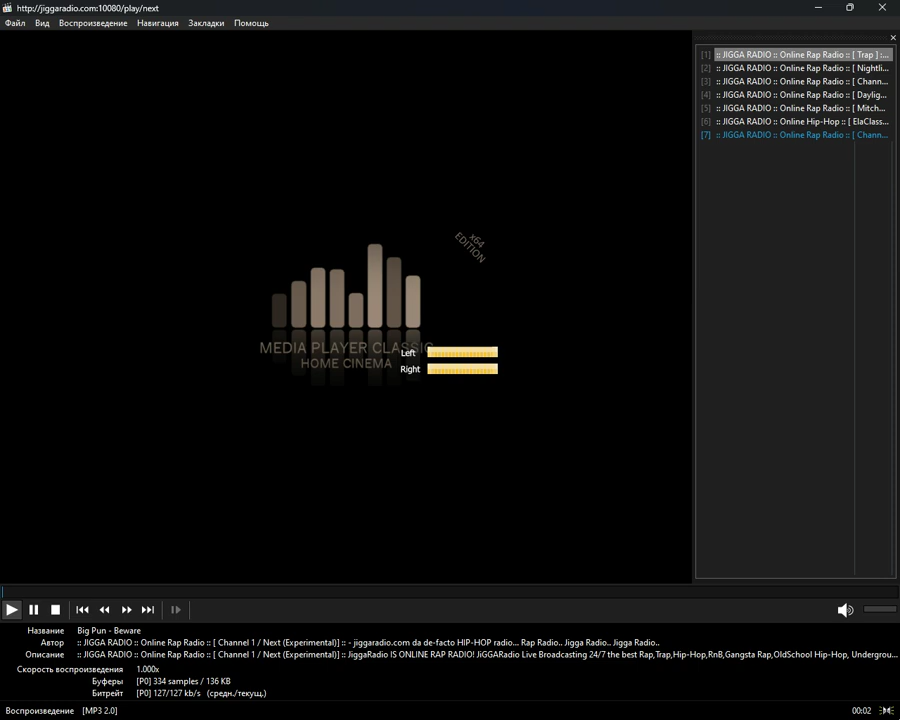 http://jiggaradio.com:10080/play/next
Файл Вид Воспроизведение Навигация Закладки Помощь
[1] :: JIGGA RADIO :: Online Rap Radio :: [ Trap ] :...
[2] :: JIGGA RADIO :: Online Rap Radio :: [ Nightli...
[3] :: JIGGA RADIO :: Online Rap Radio :: [ Chann...
[4] :: JIGGA RADIO :: Online Rap Radio :: [ Daylig...
[5] :: JIGGA RADIO :: Online Rap Radio :: [ Mitch...
[6] :: JIGGA RADIO :: Online Hip-Hop :: [ ElaClass...
[7] :: JIGGA RADIO :: Online Rap Radio :: [ Chann...
x64
EDITION
MEDIA PLAYER CLASSIC
HOME CINEMA
Left
Right
Название Big Pun - Beware
Автор :: JIGGA RADIO :: Online Rap Radio :: [ Channel 1 / Next (Experimental)] :: - jiggaradio.com da de-facto HIP-HOP radio... Rap Radio.. Jigga Radio.. Jigga Radio..
Описание :: JIGGA RADIO :: Online Rap Radio :: [ Channel 1 / Next (Experimental)] :: JiggaRadio IS ONLINE RAP RADIO! JiGGARadio Live Broadcasting 24/7 the best Rap,Trap,Hip-Hop,RnB,Gangsta Rap,OldSchool Hip-Hop, Undergrou...
Скорость воспроизведения 1.000x
Буферы [P0] 334 samples / 136 KB
Битрейт [P0] 127/127 kb/s (средн./текущ.)
Воспроизведение [MP3 2.0] 00:02